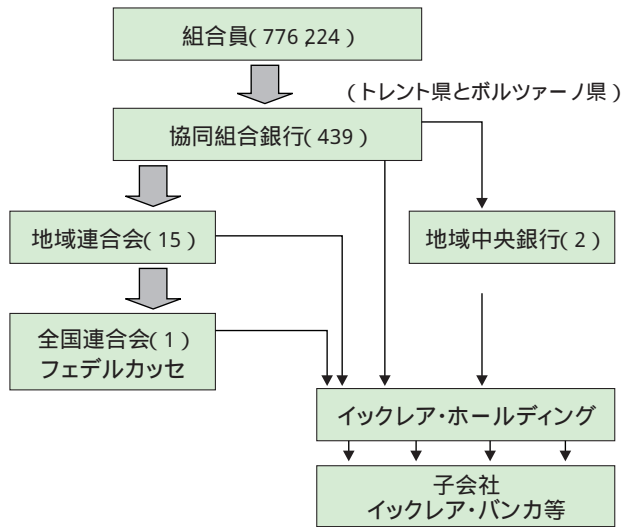 組合員(776,224)
(トレント県とボルツァーノ県)
協同組合銀行(439)
地域連合会(15)
地域中央銀行(2)
全国連合会(1)
フェデルカッセ
イックレア・ホールディング
子会社
イックレア・バンカ等